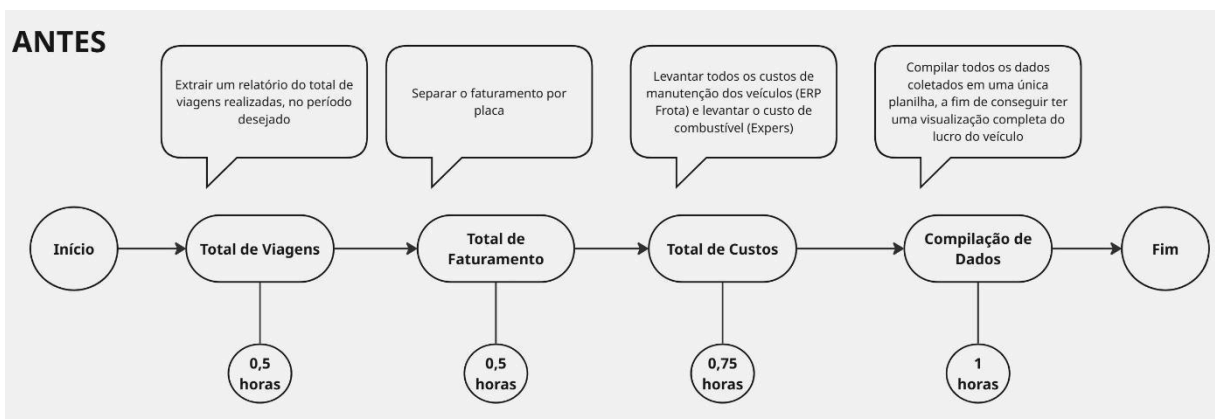 ANTES
Extrair um relatório do total de
viagens realizadas, no período
desejado
Separar o faturamento por
placa
Levantar todos os custos de
manutenção dos veículos (ERP
Frota) e levantar o custo de
combustível (Expers)
Compilar todos os dados
coletados em uma única
planilha, a fim de conseguir ter
uma visualização completa do
lucro do veículo
Início
Total de Viagens
Total de
Faturamento
Total de Custos
Compilação de
Dados
Fim
0,5
horas
0,5
horas
0,75
horas
1
horas